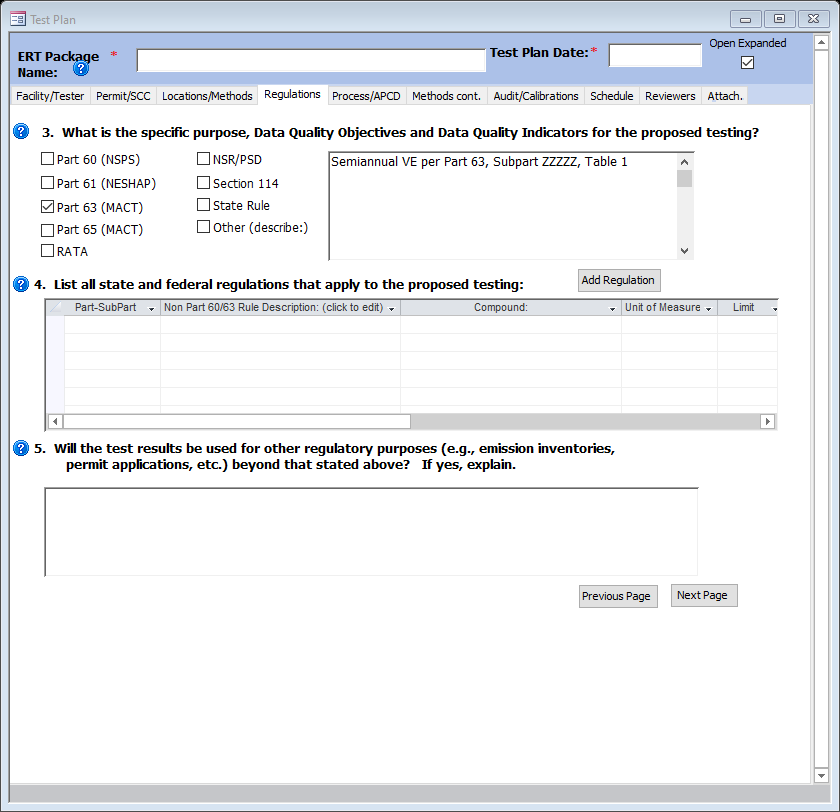 Test Plan
ERT Package * Test Plan Date:* Open Expanded
Name: ?
Facility/Tester Permit/SCC Locations/Methods Regulations Process/APCD Methods cont. Audit/Calibrations Schedule Reviewers Attach.
? 3. What is the specific purpose, Data Quality Objectives and Data Quality Indicators for the proposed testing?
Part 60 (NSPS) NSR/PSD Semiannual VE per Part 63, Subpart ZZZZZ, Table 1
Part 61 (NESHAP) Section 114
Part 63 (MACT) State Rule
Part 65 (MACT) Other (describe:)
RATA
? 4. List all state and federal regulations that apply to the proposed testing: Add Regulation
Part-SubPart Non Part 60/63 Rule Description: (click to edit) Compound: Unit of Measure Limit
? 5. Will the test results be used for other regulatory purposes (e.g., emission inventories,
permit applications, etc.) beyond that stated above? If yes, explain.
Previous Page Next Page